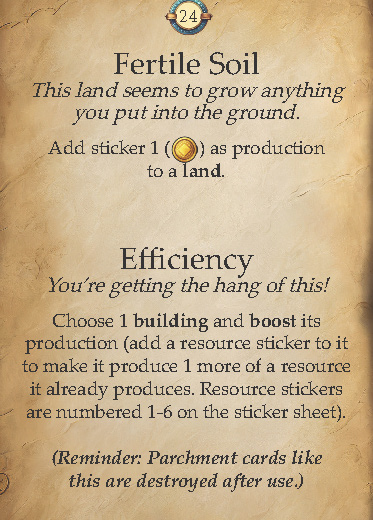 24
Fertile Soil
This land seems to grow anything
you put into the ground.
Add sticker 1 () as production
to a land.
Efficiency
You're getting the hang of this!
Choose 1 building and boost its
production (add a resource sticker to it
to make it produce 1 more of a resource
it already produces. Resource stickers
are numbered 1-6 on the sticker sheet).
(Reminder: Parchment cards like
this are destroyed after use.)